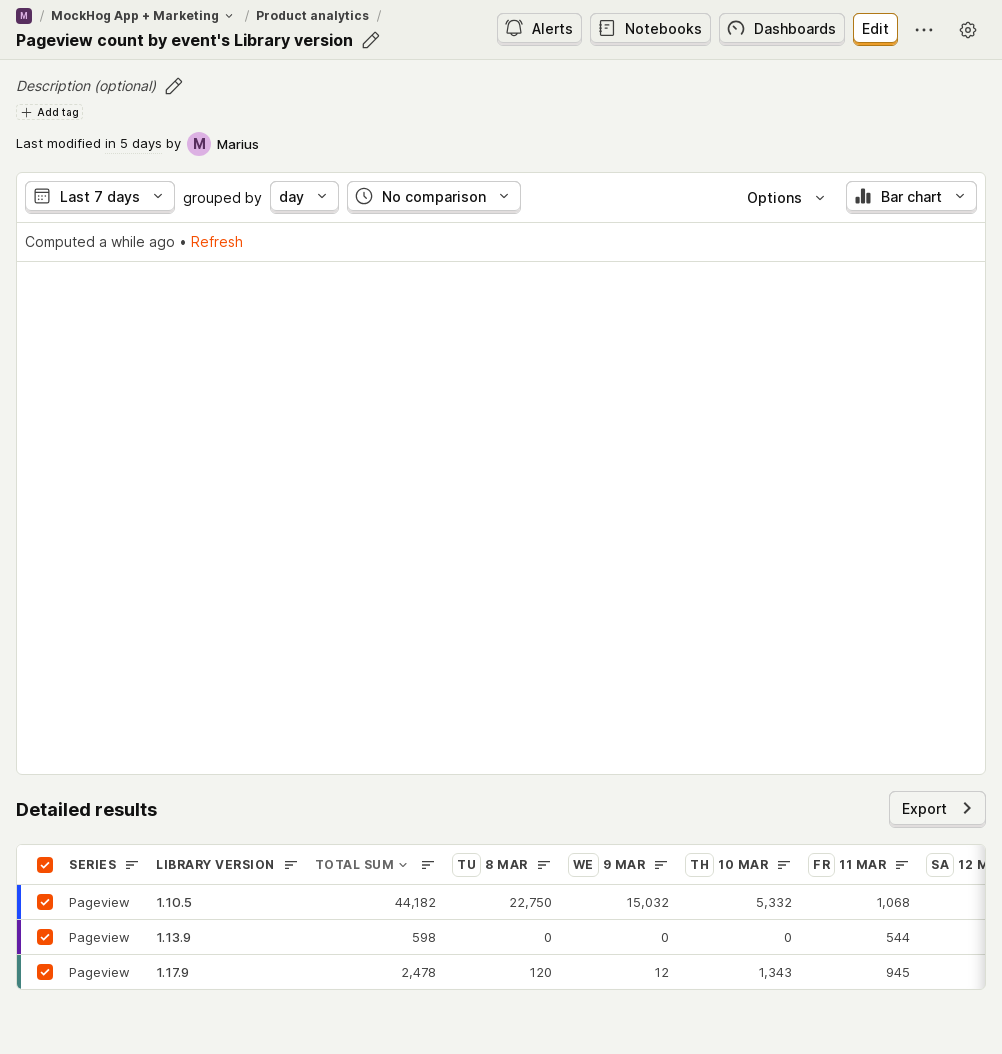 M / MockHog App + Marketing / Product analytics /
Pageview count by event's Library version
Alerts Notebooks Dashboards Edit
Description (optional)
Add tag
Last modified in 5 days by M Marius
Last 7 days grouped by day No comparison Options Bar chart
Computed a while ago • Refresh
Detailed results
Export
SERIES LIBRARY VERSION TOTAL SUM TU 8 MAR WE 9 MAR TH 10 MAR FR 11 MAR SA 12 M
Pageview 1.10.5 44,182 22,750 15,032 5,332 1,068
Pageview 1.13.9 598 0 0 0 544
Pageview 1.17.9 2,478 120 12 1,343 945